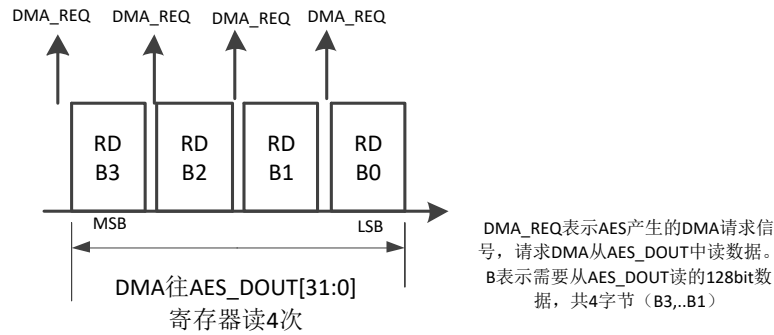 DMA_REQ DMA_REQ DMA_REQ DMA_REQ
RD RD RD RD
B3 B2 B1 B0
MSB LSB
DMA往AES_DOUT[31:0]
寄存器读4次
DMA_REQ表示AES产生的DMA请求信
号，请求DMA从AES_DOUT中读数据。
B表示需要从AES_DOUT读的128bit数
据，共4字节（B3,..B1）